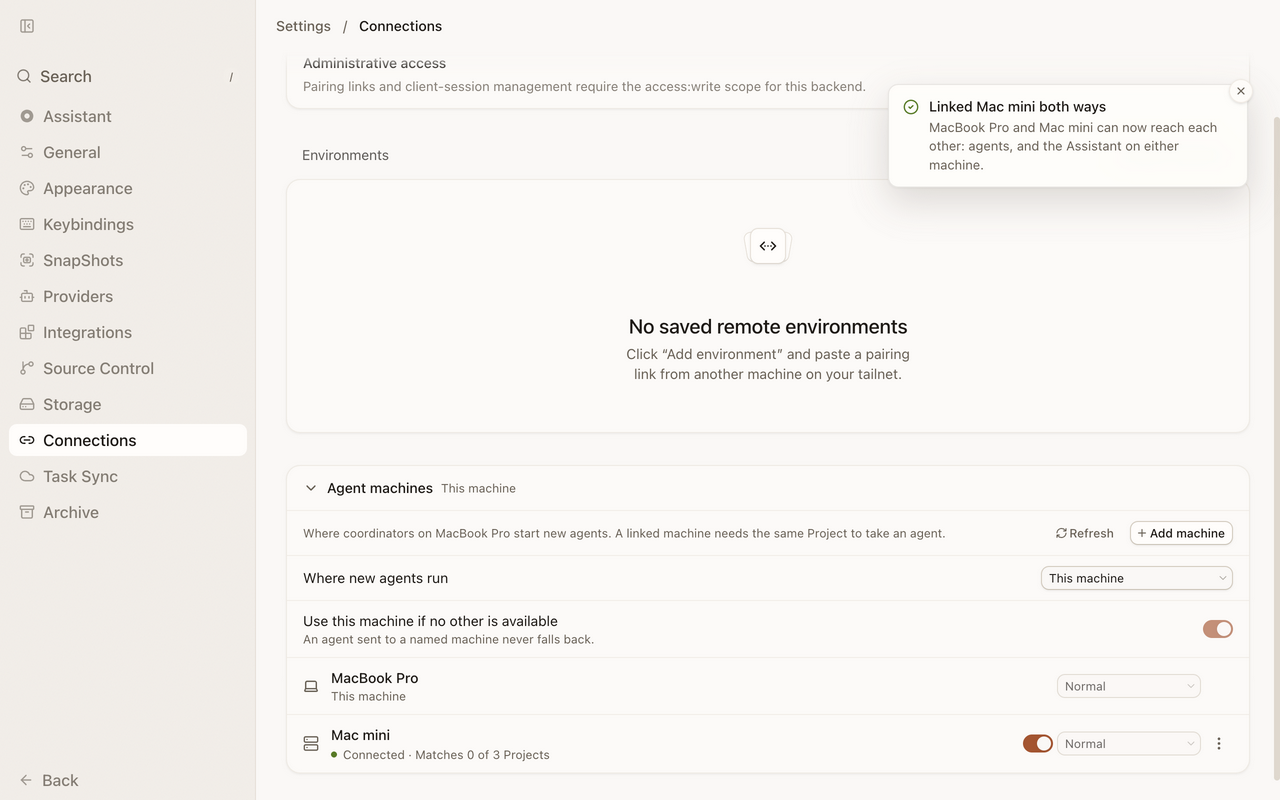 Settings / Connections
Search /
Assistant
General
Appearance
Keybindings
SnapShots
Providers
Integrations
Source Control
Storage
Connections
Task Sync
Archive
Back
Administrative access
Pairing links and client-session management require the access:write scope for this backend.
Linked Mac mini both ways
MacBook Pro and Mac mini can now reach each
other: agents, and the Assistant on either
machine.
Environments
No saved remote environments
Click “Add environment” and paste a pairing
link from another machine on your tailnet.
Agent machines This machine
Where coordinators on MacBook Pro start new agents. A linked machine needs the same Project to take an agent. Refresh + Add machine
Where new agents run This machine
Use this machine if no other is available
An agent sent to a named machine never falls back.
MacBook Pro
This machine
Normal
Mac mini
Connected · Matches 0 of 3 Projects
Normal